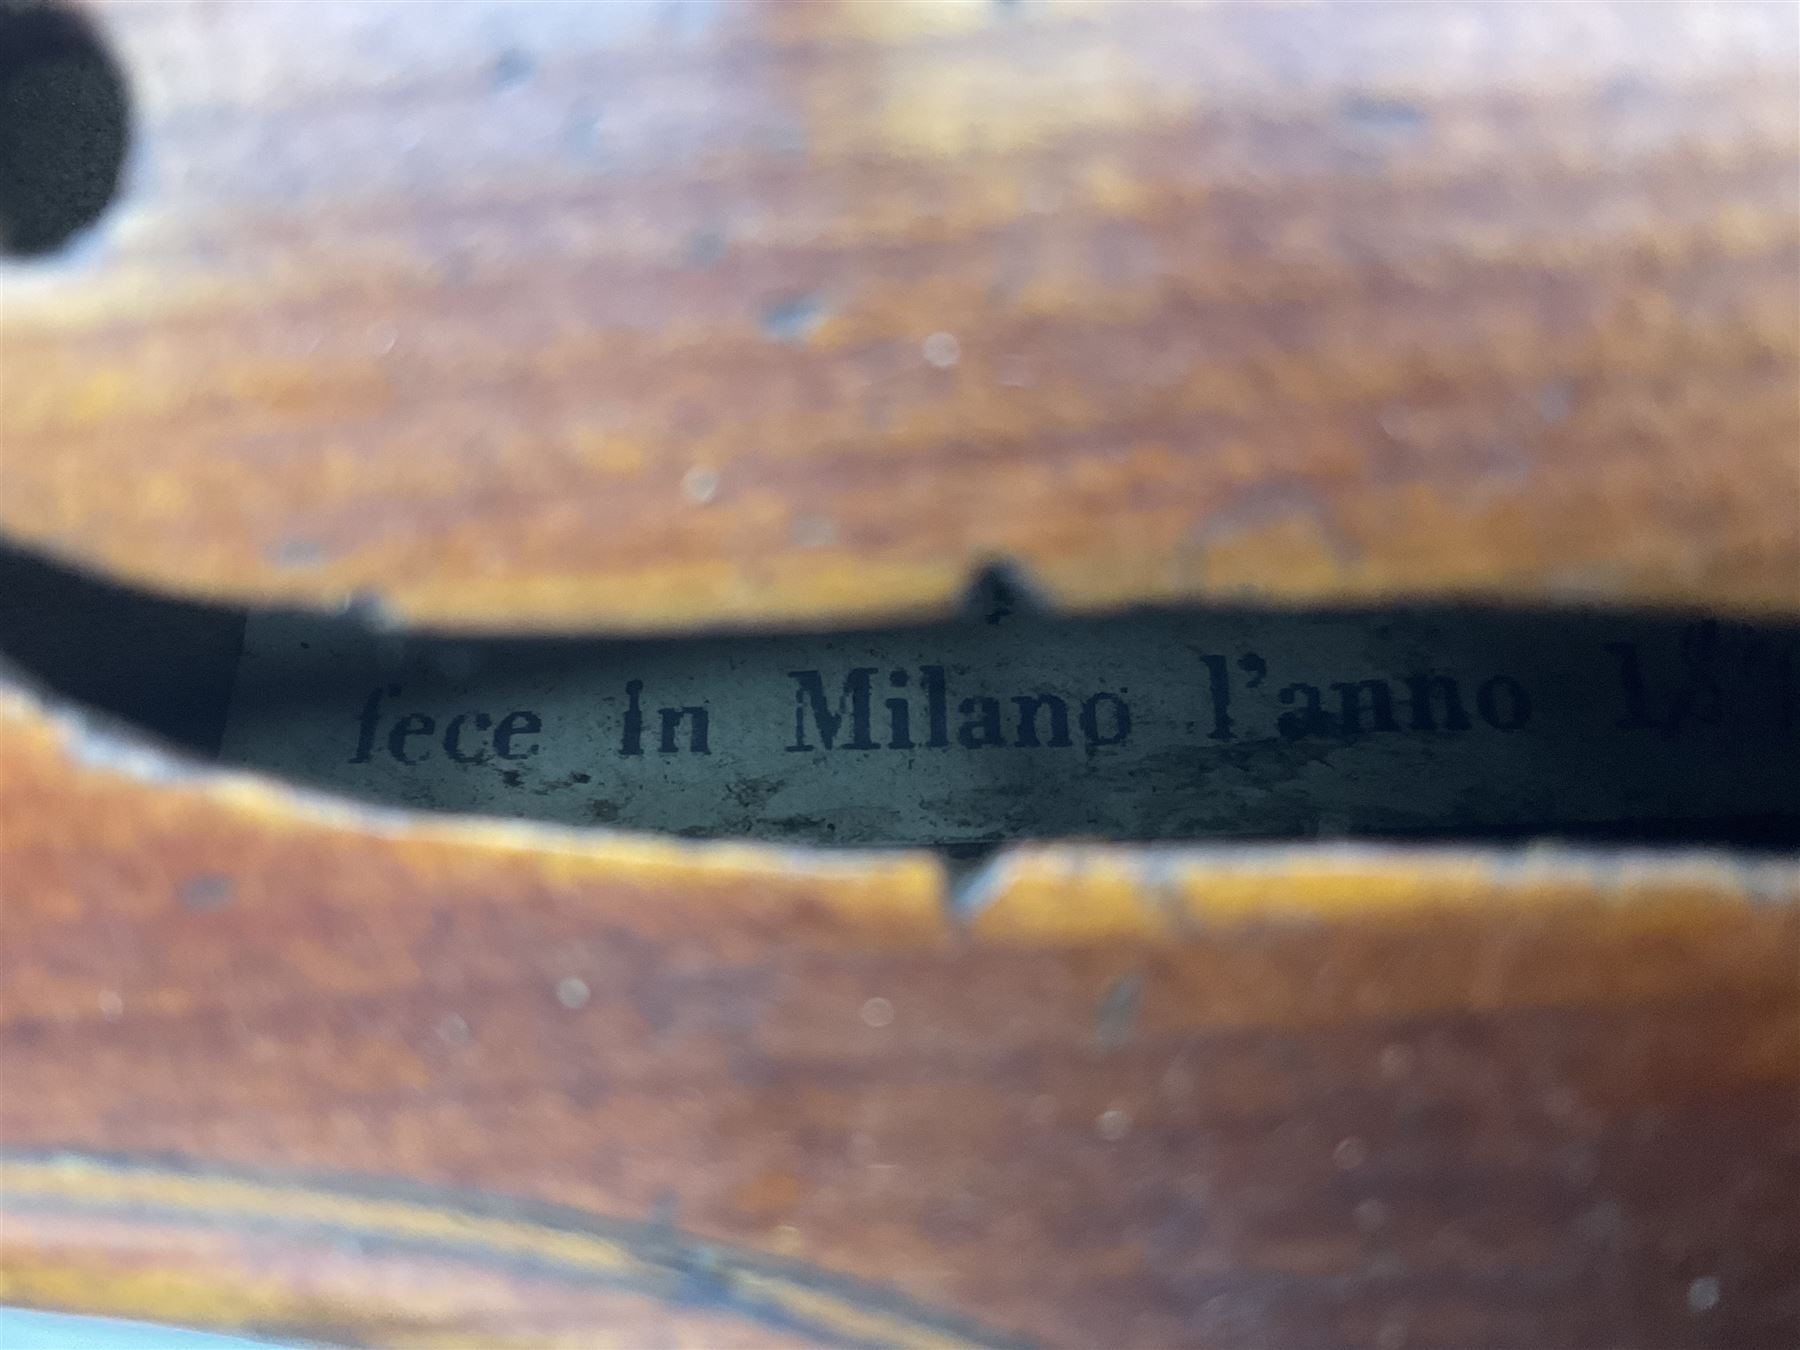 fece in Milano l'anno